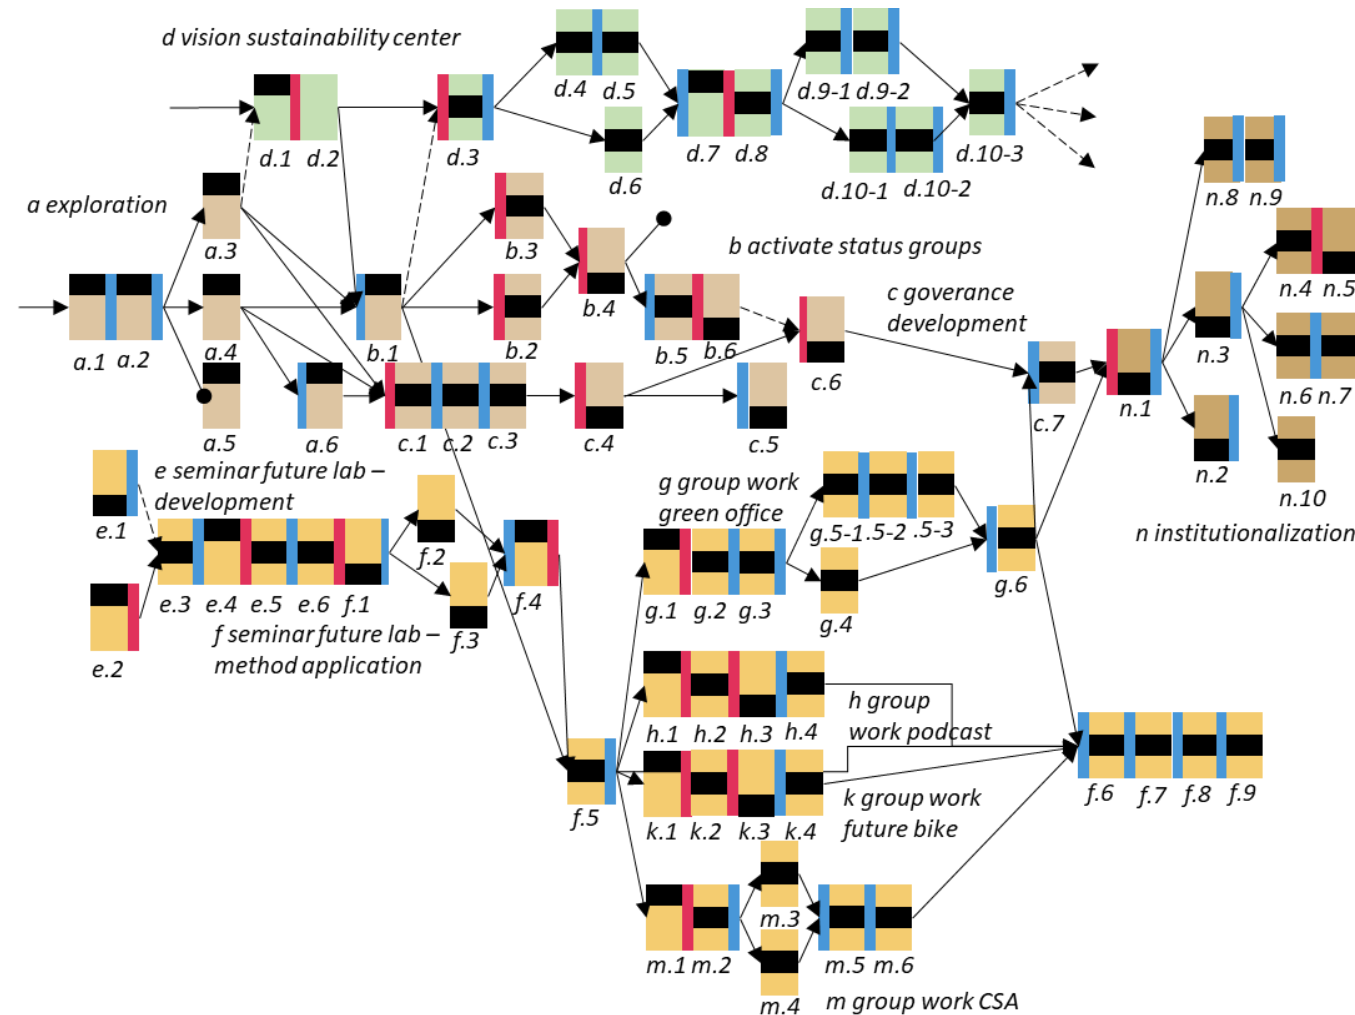 d vision sustainability center
d.4 d.5
d.9-1 d.9-2
d.1 d.2
d.3
d.6
d.7 d.8
d.10-1 d.10-2
d.10-3
n.8 n.9
a exploration
a.3
b.3
b activate status groups
n.4 n.5
a.1 a.2
a.4
b.1
b.2
b.4
b.5 b.6
c goverance
development
c.6
n.3
n.6 n.7
a.5
a.6
c.1 c.2 c.3
c.4
c.5
c.7
n.1
n.2
n.10
n institutionalization
e seminar future lab –
development
e.1
f.2
g group work
green office
g.5-1 .5-2 .5-3
e.3 e.4 e.5 e.6 f.1
f.3
f.4
g.1 g.2 g.3
g.4
g.6
e.2
f seminar future lab –
method application
h.1 h.2 h.3 h.4
h group
work podcast
f.5
k.1 k.2 k.3 k.4
k group work
future bike
f.6 f.7 f.8 f.9
m.3
m.1 m.2
m.4
m.5 m.6
m group work CSA